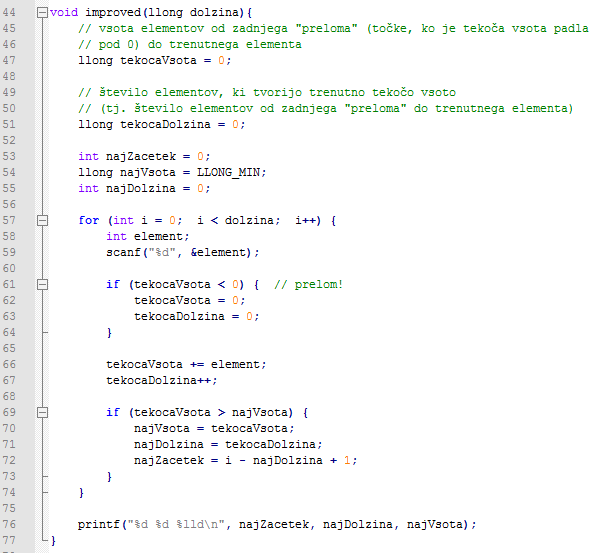 44 void improved(llong dolzina){
45     // vsota elementov od zadnjega "preloma" (točke, ko je tekoča vsota padla
46     // pod 0) do trenutnega elementa
47     llong tekocaVsota = 0;
48
49     // število elementov, ki tvorijo trenutno tekočo vsoto
50     // (tj. število elementov od zadnjega "preloma" do trenutnega elementa)
51     llong tekocaDolzina = 0;
52
53     int najZacetek = 0;
54     llong najVsota = LLONG_MIN;
55     int najDolzina = 0;
56
57     for (int i = 0;  i < dolzina;  i++) {
58         int element;
59         scanf("%d", &element);
60
61         if (tekocaVsota < 0) {  // prelom!
62             tekocaVsota = 0;
63             tekocaDolzina = 0;
64         }
65
66         tekocaVsota += element;
67         tekocaDolzina++;
68
69         if (tekocaVsota > najVsota) {
70             najVsota = tekocaVsota;
71             najDolzina = tekocaDolzina;
72             najZacetek = i - najDolzina + 1;
73         }
74     }
75
76     printf("%d %d %lld\n", najZacetek, najDolzina, najVsota);
77 }